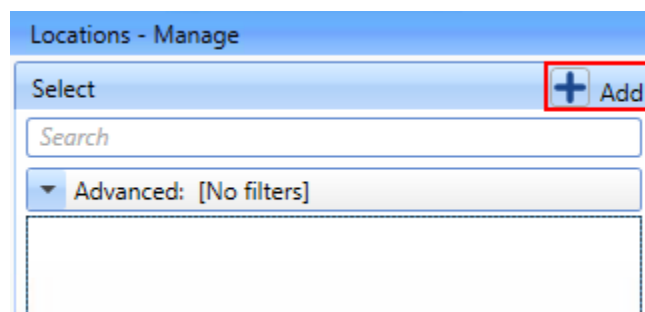 Locations - Manage
Select
Add
Search
Advanced: [No filters]